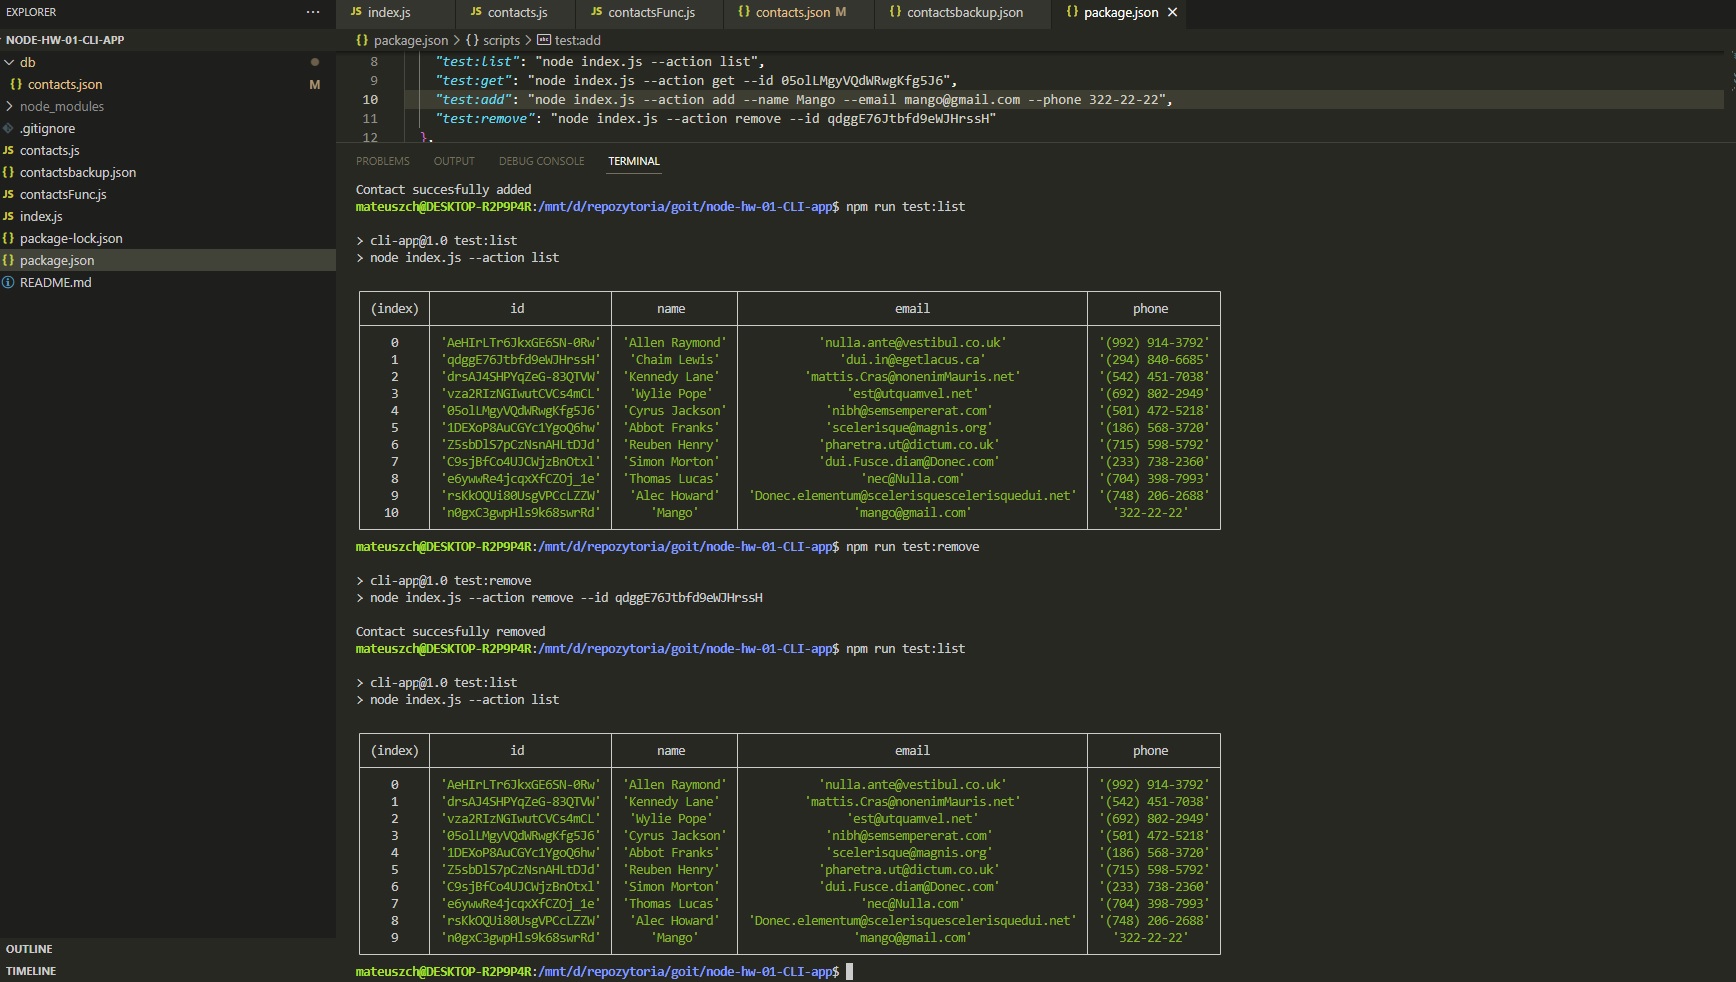 EXPLORER ...
NODE-HW-01-CLI-APP
db
contacts.json M
node_modules
.gitignore
contacts.js
contactsbackup.json
contactsFunc.js
index.js
package-lock.json
package.json
README.md
OUTLINE
TIMELINE
index.js contacts.js contactsFunc.js contacts.json M contactsbackup.json package.json
package.json > {} scripts > test:add
8 "test:list": "node index.js --action list",
9 "test:get": "node index.js --action get --id 05olLMgyVQdWRwgKfg5J6",
10 "test:add": "node index.js --action add --name Mango --email mango@gmail.com --phone 322-22-22",
11 "test:remove": "node index.js --action remove --id qdggE76Jtbfd9eWJHrssH"
12 },
PROBLEMS OUTPUT DEBUG CONSOLE TERMINAL
Contact succesfully added
mateuszch@DESKTOP-R2P9P4R:/mnt/d/repozytoria/goit/node-hw-01-CLI-app$ npm run test:list
> cli-app@1.0 test:list
> node index.js --action list
(index) id name email phone
0 'AeHIrLTr6JkxGE6SN-0Rw' 'Allen Raymond' 'nulla.ante@vestibul.co.uk' '(992) 914-3792'
1 'qdggE76Jtbfd9eWJHrssH' 'Chaim Lewis' 'dui.in@egetlacus.ca' '(294) 840-6685'
2 'drsAJ4SHPYqZeG-83QTVW' 'Kennedy Lane' 'mattis.Cras@nonenimMauris.net' '(542) 451-7038'
3 'vza2RIzNGIwutCVCs4mCL' 'Wylie Pope' 'est@utquamvel.net' '(692) 802-2949'
4 '05olLMgyVQdWRwgKfg5J6' 'Cyrus Jackson' 'nibh@semsempererat.com' '(501) 472-5218'
5 '1DEXoP8AuCGYc1YgoQ6hw' 'Abbot Franks' 'scelerisque@magnis.org' '(186) 568-3720'
6 'Z5sbDlS7pCzNsnAHLtDJd' 'Reuben Henry' 'pharetra.ut@dictum.co.uk' '(715) 598-5792'
7 'C9sjBfCo4UJCWjzBnOtxl' 'Simon Morton' 'dui.Fusce.diam@Donec.com' '(233) 738-2360'
8 'e6ywwRe4jcqxXfCZOj_1e' 'Thomas Lucas' 'nec@Nulla.com' '(704) 398-7993'
9 'rsKkOQUi80UsgVPCcLZZW' 'Alec Howard' 'Donec.elementum@scelerisquescelerisquedui.net' '(748) 206-2688'
10 'n0gxC3gwpHls9k68swrRd' 'Mango' 'mango@gmail.com' '322-22-22'
mateuszch@DESKTOP-R2P9P4R:/mnt/d/repozytoria/goit/node-hw-01-CLI-app$ npm run test:remove
> cli-app@1.0 test:remove
> node index.js --action remove --id qdggE76Jtbfd9eWJHrssH
Contact succesfully removed
mateuszch@DESKTOP-R2P9P4R:/mnt/d/repozytoria/goit/node-hw-01-CLI-app$ npm run test:list
> cli-app@1.0 test:list
> node index.js --action list
(index) id name email phone
0 'AeHIrLTr6JkxGE6SN-0Rw' 'Allen Raymond' 'nulla.ante@vestibul.co.uk' '(992) 914-3792'
1 'drsAJ4SHPYqZeG-83QTVW' 'Kennedy Lane' 'mattis.Cras@nonenimMauris.net' '(542) 451-7038'
2 'vza2RIzNGIwutCVCs4mCL' 'Wylie Pope' 'est@utquamvel.net' '(692) 802-2949'
3 '05olLMgyVQdWRwgKfg5J6' 'Cyrus Jackson' 'nibh@semsempererat.com' '(501) 472-5218'
4 '1DEXoP8AuCGYc1YgoQ6hw' 'Abbot Franks' 'scelerisque@magnis.org' '(186) 568-3720'
5 'Z5sbDlS7pCzNsnAHLtDJd' 'Reuben Henry' 'pharetra.ut@dictum.co.uk' '(715) 598-5792'
6 'C9sjBfCo4UJCWjzBnOtxl' 'Simon Morton' 'dui.Fusce.diam@Donec.com' '(233) 738-2360'
7 'e6ywwRe4jcqxXfCZOj_1e' 'Thomas Lucas' 'nec@Nulla.com' '(704) 398-7993'
8 'rsKkOQUi80UsgVPCcLZZW' 'Alec Howard' 'Donec.elementum@scelerisquescelerisquedui.net' '(748) 206-2688'
9 'n0gxC3gwpHls9k68swrRd' 'Mango' 'mango@gmail.com' '322-22-22'
mateuszch@DESKTOP-R2P9P4R:/mnt/d/repozytoria/goit/node-hw-01-CLI-app$